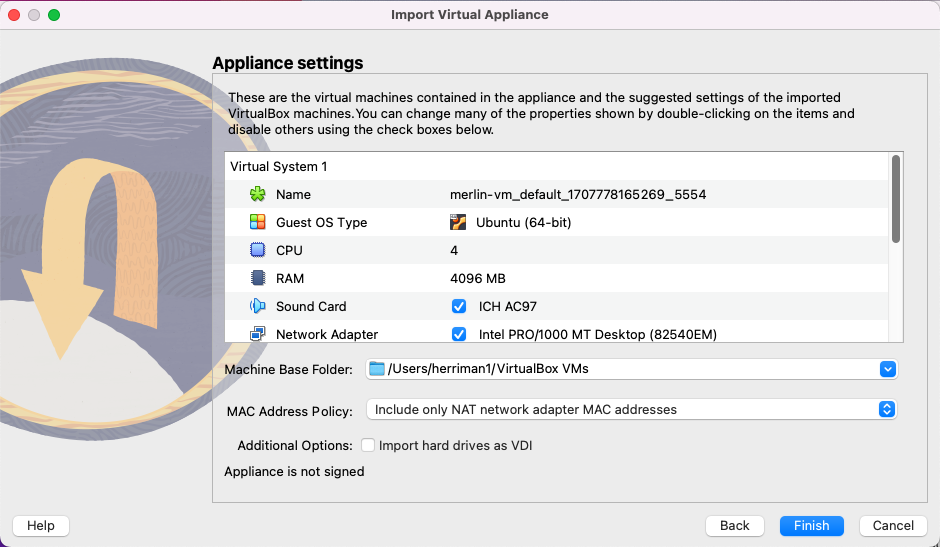 Import Virtual Appliance
Appliance settings
These are the virtual machines contained in the appliance and the suggested settings of the imported
VirtualBox machines.You can change many of the properties shown by double-clicking on the items and
disable others using the check boxes below.
Virtual System 1
Name merlin-vm_default_1707778165269_5554
Guest OS Type Ubuntu (64-bit)
CPU 4
RAM 4096 MB
Sound Card ICH AC97
Network Adapter Intel PRO/1000 MT Desktop (82540EM)
Machine Base Folder: /Users/herriman1/VirtualBox VMs
MAC Address Policy: Include only NAT network adapter MAC addresses
Additional Options: Import hard drives as VDI
Appliance is not signed
Help Back Finish Cancel